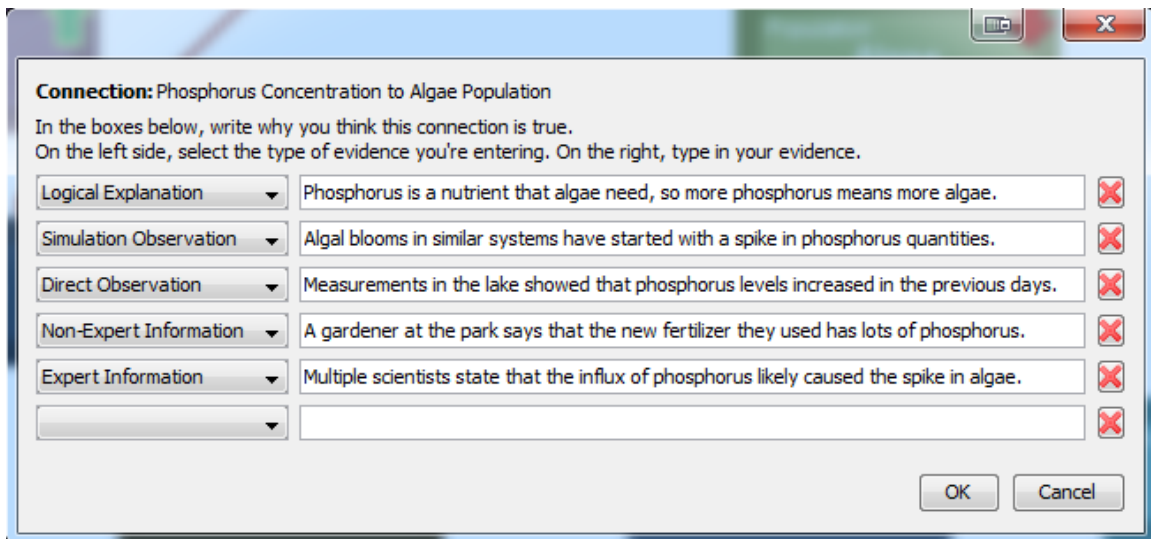 Connection: Phosphorus Concentration to Algae Population
In the boxes below, write why you think this connection is true.
On the left side, select the type of evidence you're entering. On the right, type in your evidence.
Logical Explanation Phosphorus is a nutrient that algae need, so more phosphorus means more algae.
Simulation Observation Algal blooms in similar systems have started with a spike in phosphorus quantities.
Direct Observation Measurements in the lake showed that phosphorus levels increased in the previous days.
Non-Expert Information A gardener at the park says that the new fertilizer they used has lots of phosphorus.
Expert Information Multiple scientists state that the influx of phosphorus likely caused the spike in algae.
OK Cancel